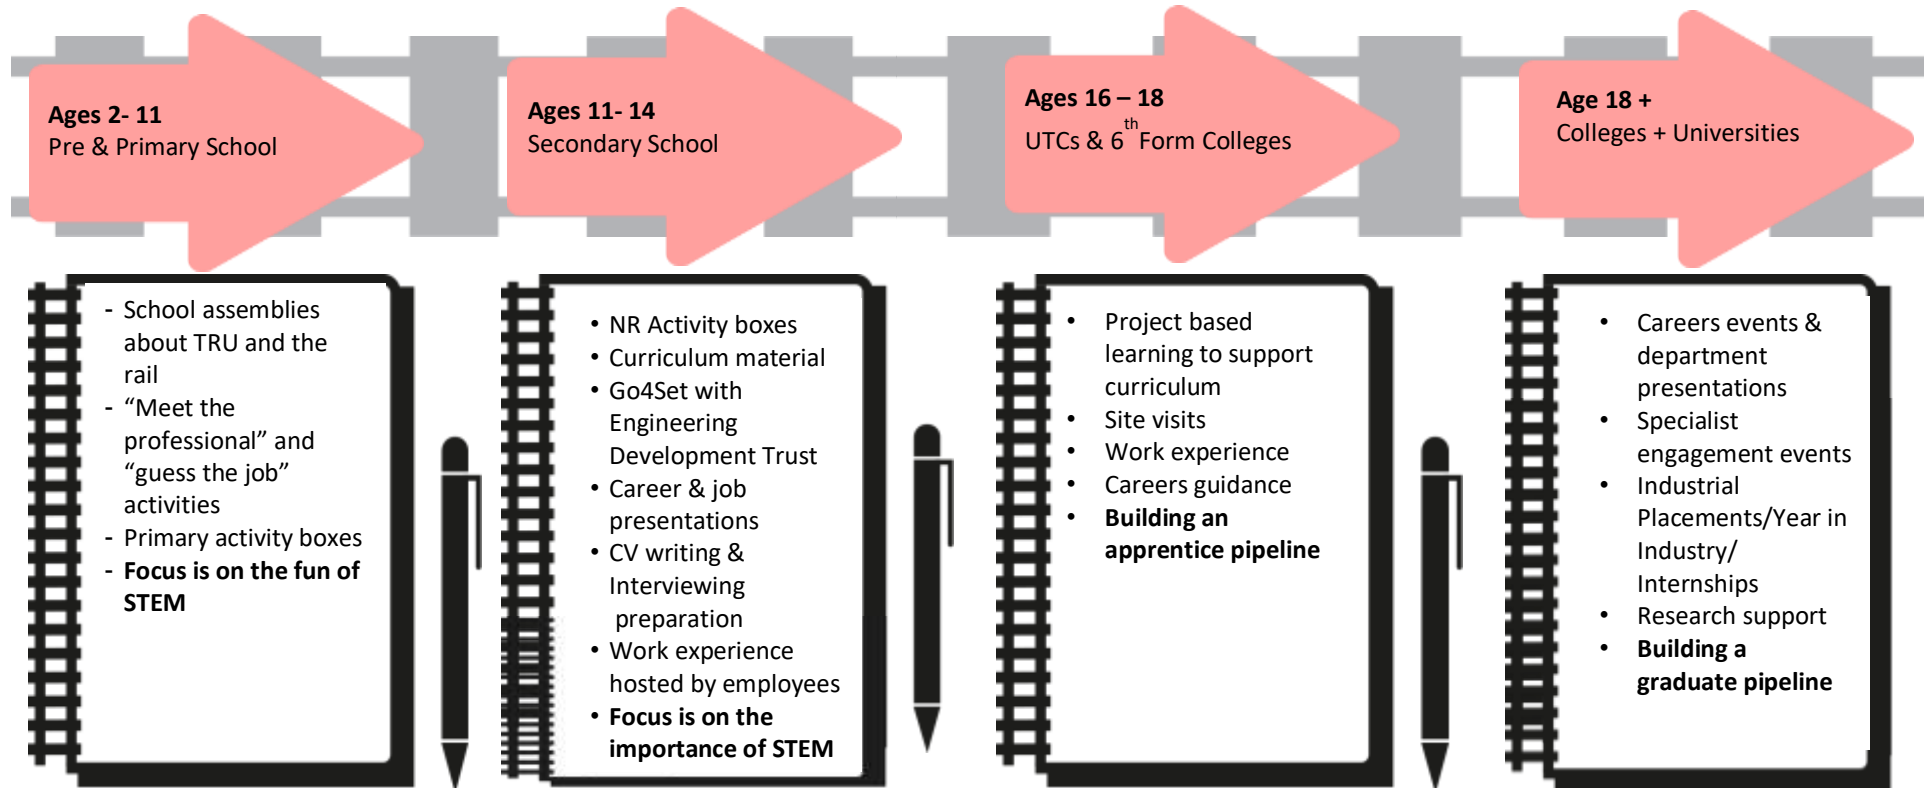 Ages 2- 11
Pre & Primary School
Ages 11- 14
Secondary School
Ages 16 – 18
UTCs & 6th Form Colleges
Age 18 +
Colleges + Universities
- School assemblies
about TRU and the
rail
- “Meet the
professional” and
“guess the job”
activities
- Primary activity boxes
- Focus is on the fun of
STEM
• NR Activity boxes
• Curriculum material
• Go4Set with
Engineering
Development Trust
• Career & job
presentations
• CV writing &
Interviewing
preparation
• Work experience
hosted by employees
• Focus is on the
importance of STEM
• Project based
learning to support
curriculum
• Site visits
• Work experience
• Careers guidance
• Building an
apprentice pipeline
• Careers events &
department
presentations
• Specialist
engagement events
• Industrial
Placements/Year in
Industry/
Internships
• Research support
• Building a
graduate pipeline